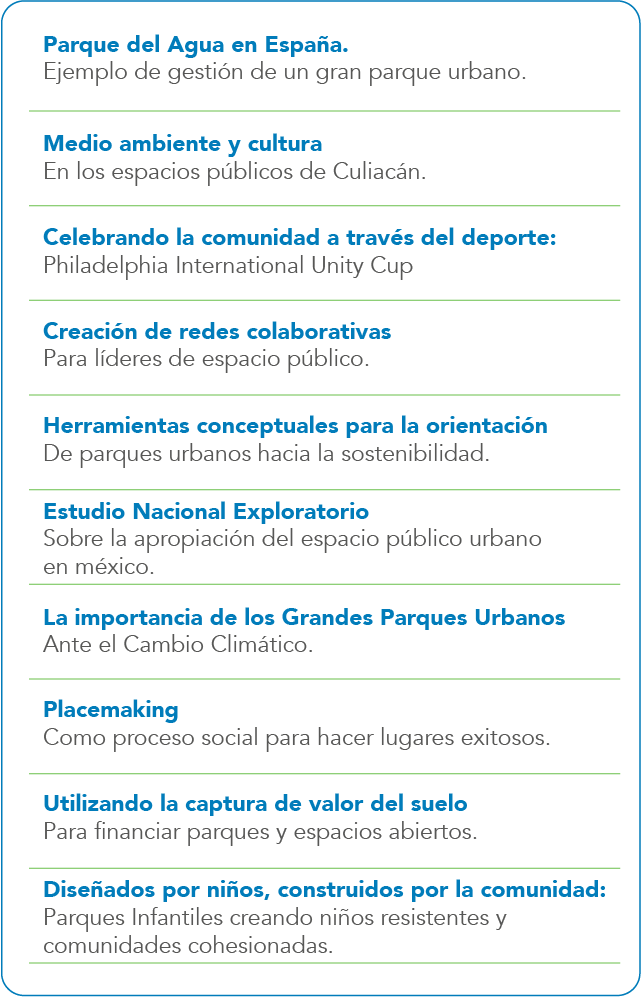 Parque del Agua en España.
Ejemplo de gestión de un gran parque urbano.
Medio ambiente y cultura
En los espacios públicos de Culiacán.
Celebrando la comunidad a través del deporte:
Philadelphia International Unity Cup
Creación de redes colaborativas
Para líderes de espacio público.
Herramientas conceptuales para la orientación
De parques urbanos hacia la sostenibilidad.
Estudio Nacional Exploratorio
Sobre la apropiación del espacio público urbano
en méxico.
La importancia de los Grandes Parques Urbanos
Ante el Cambio Climático.
Placemaking
Como proceso social para hacer lugares exitosos.
Utilizando la captura de valor del suelo
Para financiar parques y espacios abiertos.
Diseñados por niños, construidos por la comunidad:
Parques Infantiles creando niños resistentes y
comunidades cohesionadas.